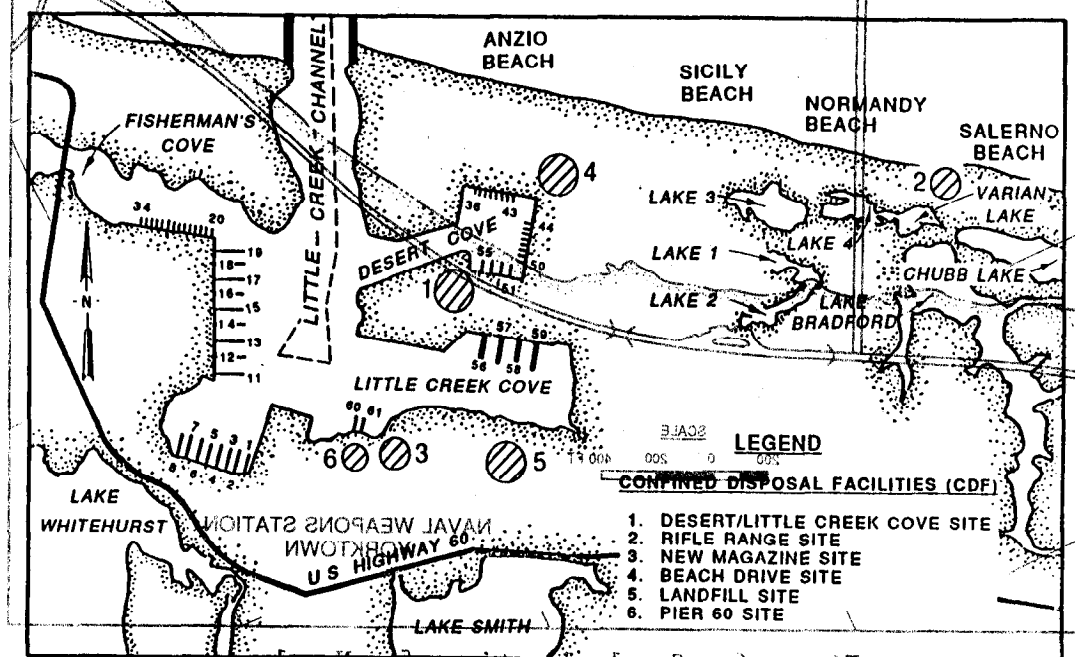 ANZIO
BEACH
SICILY
BEACH
NORMANDY
BEACH
SALERNO
BEACH
FISHERMAN'S
COVE
LITTLE CREEK CHANNEL
4
2
VARIAN
LAKE
36
43
44
50
55
51
DESERT COVE
1
34
20
19
18
17
16
15
14
13
12
11
N
LAKE 3
LAKE 4
LAKE 1
LAKE 2
LAKE
BRADFORD
CHUBB LAKE
57
59
56
58
LITTLE CREEK COVE
60
61
6
3
5
7
5
3
1
8
6
4
2
LAKE
WHITEHURST
SCALE
400 200 0 200
FT
NAVAL WEAPONS STATION
YORKTOWN
US HIGHWAY 60
LAKE SMITH
LEGEND
CONFINED DISPOSAL FACILITIES (CDF)
1. DESERT/LITTLE CREEK COVE SITE
2. RIFLE RANGE SITE
3. NEW MAGAZINE SITE
4. BEACH DRIVE SITE
5. LANDFILL SITE
6. PIER 60 SITE